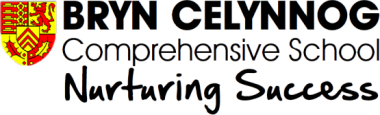 BRYN CELYNNOG
Comprehensive School
Nurturing Success